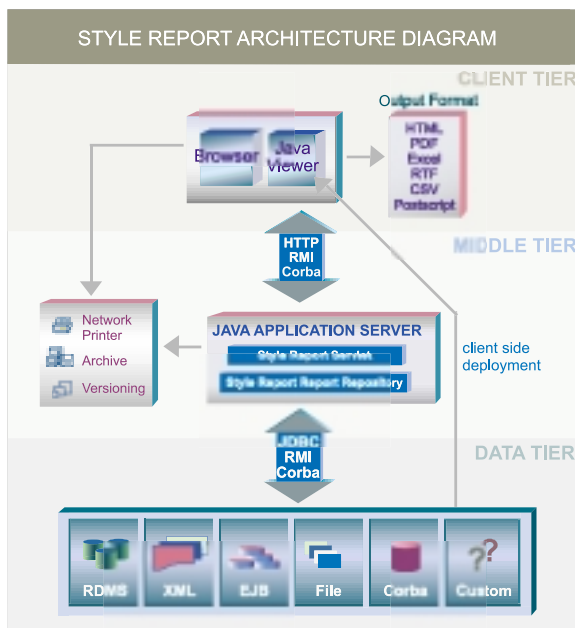 STYLE REPORT ARCHITECTURE DIAGRAM
CLIENT TIER
Output Format
HTML
PDF
Excel
RTF
CSV
Postscript
Browser
Java
Viewer
HTTP
RMI
Corba
MIDDLE TIER
Network
Printer
Archive
Versioning
JAVA APPLICATION SERVER
Style Report Servlet
Style Report Report Repository
client side
deployment
JDBC
RMI
Corba
DATA TIER
RDMS
XML
EJB
File
Corba
??
Custom